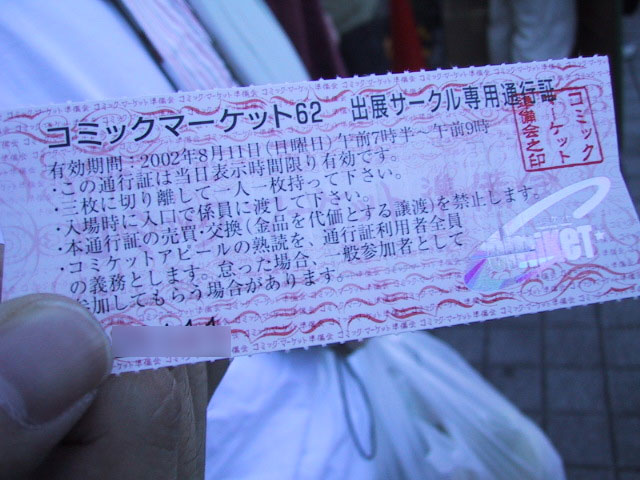 コミックマーケット62　出展サークル専用通行証
有効期間：2002年8月11日(日曜日)午前7時半～午前9時
・この通行証は当日表示時間限り有効です。
・三枚に切り離して一人一枚持って下さい。
・入場時に入口で係員に渡して下さい。
・本通行証の売買・交換(金品を代価とする譲渡)を禁止します。
・コミケットアピールの熟読を、通行証利用者全員
の義務とします。怠った場合、一般参加者として
参加してもらう場合があります。
コミック
マーケット
準備会之印